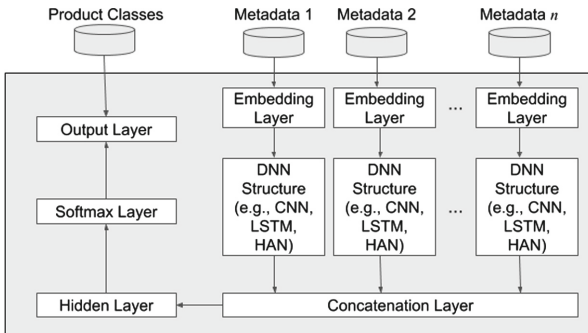 Product Classes
Metadata 1
Metadata 2
Metadata n
Embedding
Layer
Embedding
Layer
...
Embedding
Layer
Output Layer
DNN
Structure
(e.g., CNN,
LSTM,
HAN)
DNN
Structure
(e.g., CNN,
LSTM,
HAN)
...
DNN
Structure
(e.g., CNN,
LSTM,
HAN)
Softmax Layer
Hidden Layer
Concatenation Layer